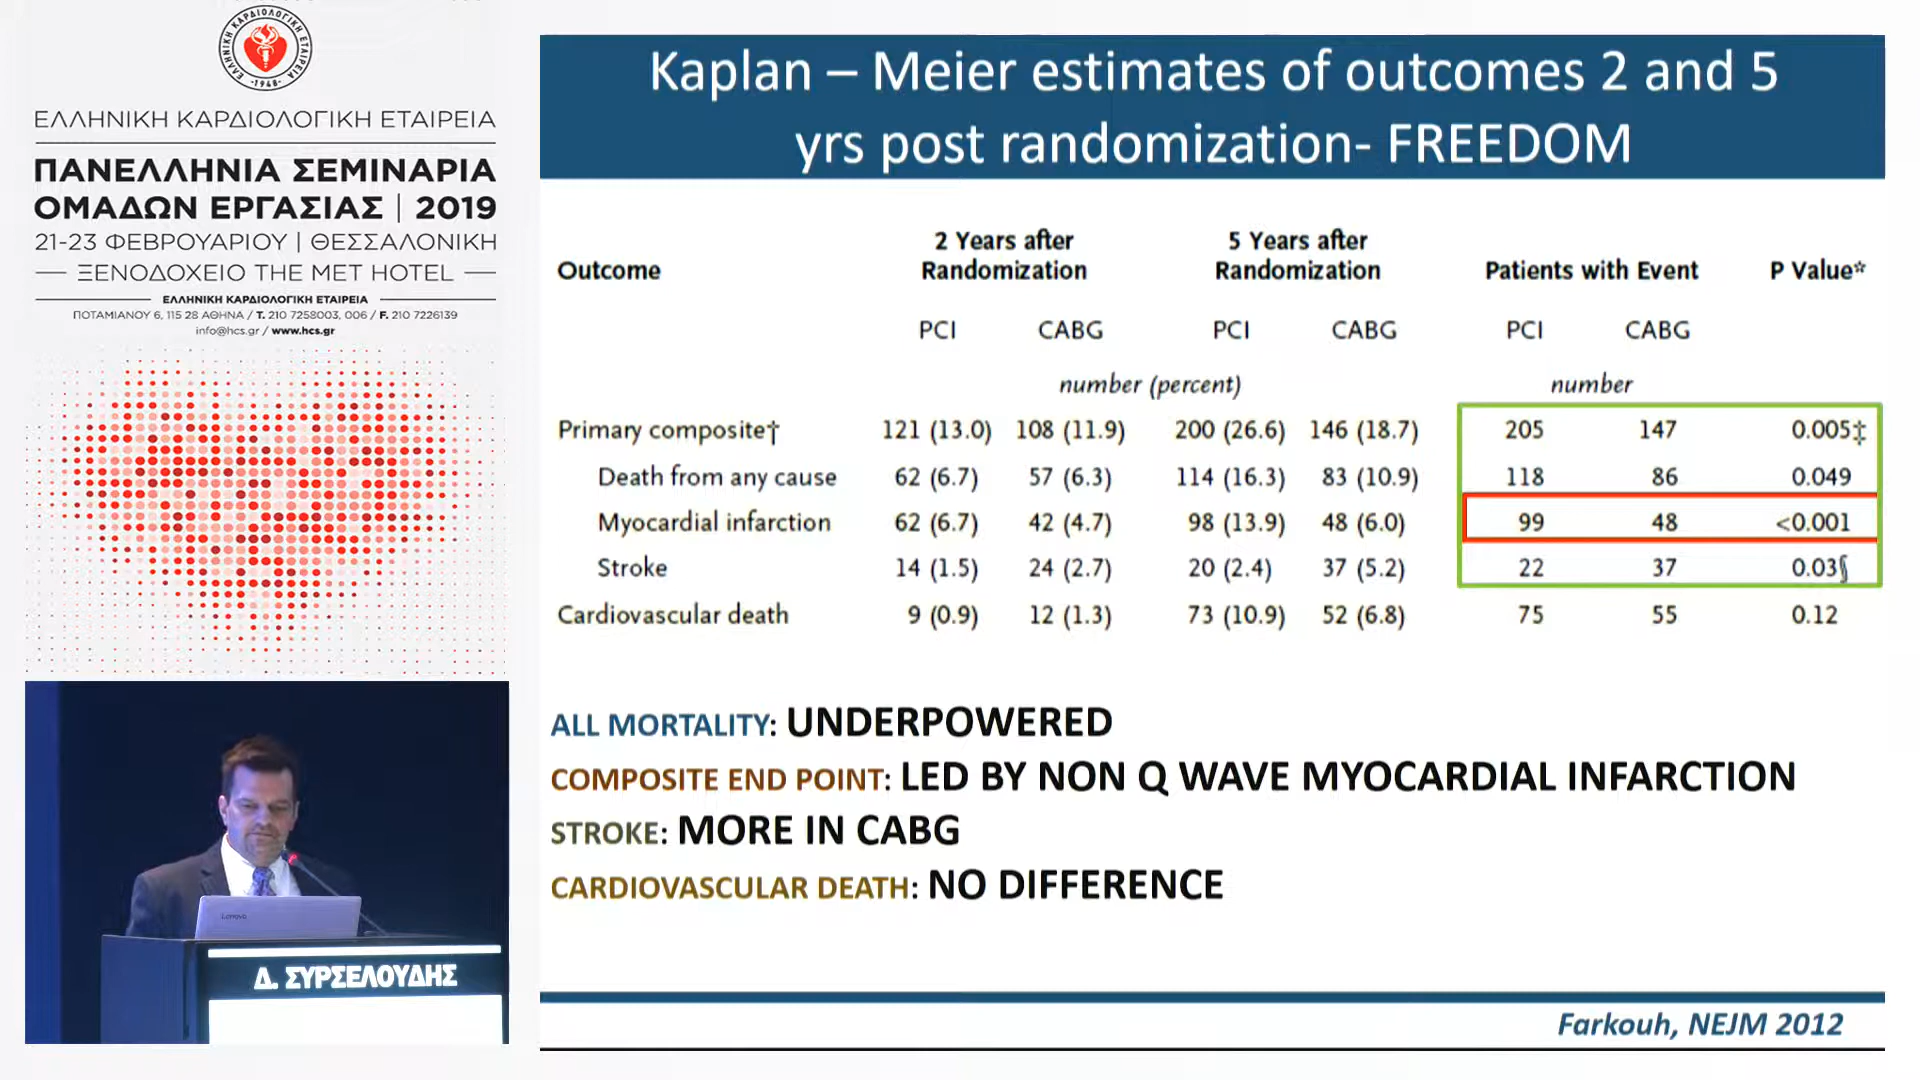 ΕΛΛΗΝΙΚΗ ΚΑΡΔΙΟΛΟΓΙΚΗ ΕΤΑΙΡΕΙΑ
·1948·
ΕΛΛΗΝΙΚΗ ΚΑΡΔΙΟΛΟΓΙΚΗ ΕΤΑΙΡΕΙΑ
ΠΑΝΕΛΛΗΝΙΑ ΣΕΜΙΝΑΡΙΑ
ΟΜΑΔΩΝ ΕΡΓΑΣΙΑΣ | 2019
21-23 ΦΕΒΡΟΥΑΡΙΟΥ | ΘΕΣΣΑΛΟΝΙΚΗ
ΞΕΝΟΔΟΧΕΙΟ THE MET HOTEL
ΕΛΛΗΝΙΚΗ ΚΑΡΔΙΟΛΟΓΙΚΗ ΕΤΑΙΡΕΙΑ
ΠΟΤΑΜΙΑΝΟΥ 6, 115 28 ΑΘΗΝΑ / T. 210 7258003, 006 / F. 210 7226139
info@hcs.gr / www.hcs.gr
Lenovo
Δ. ΣΥΡΣΕΛΟΥΔΗΣ
Kaplan – Meier estimates of outcomes 2 and 5
yrs post randomization- FREEDOM
2 Years after 5 Years after
Outcome Randomization Randomization Patients with Event P Value*
PCI CABG PCI CABG PCI CABG
number (percent) number
Primary composite† 121 (13.0) 108 (11.9) 200 (26.6) 146 (18.7) 205 147 0.005‡
Death from any cause 62 (6.7) 57 (6.3) 114 (16.3) 83 (10.9) 118 86 0.049
Myocardial infarction 62 (6.7) 42 (4.7) 98 (13.9) 48 (6.0) 99 48 <0.001
Stroke 14 (1.5) 24 (2.7) 20 (2.4) 37 (5.2) 22 37 0.03§
Cardiovascular death 9 (0.9) 12 (1.3) 73 (10.9) 52 (6.8) 75 55 0.12
ALL MORTALITY: UNDERPOWERED
COMPOSITE END POINT: LED BY NON Q WAVE MYOCARDIAL INFARCTION
STROKE: MORE IN CABG
CARDIOVASCULAR DEATH: NO DIFFERENCE
Farkouh, NEJM 2012